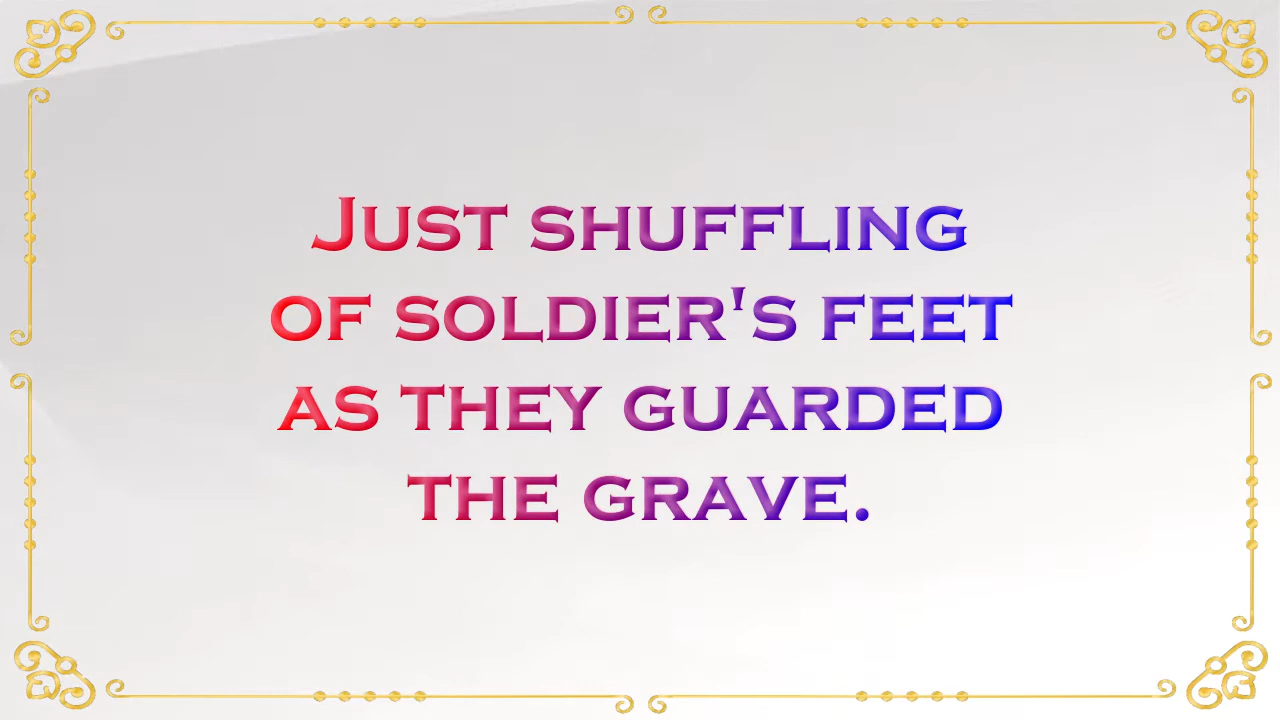 Just shuffling
of soldier's feet
as they guarded
the grave.